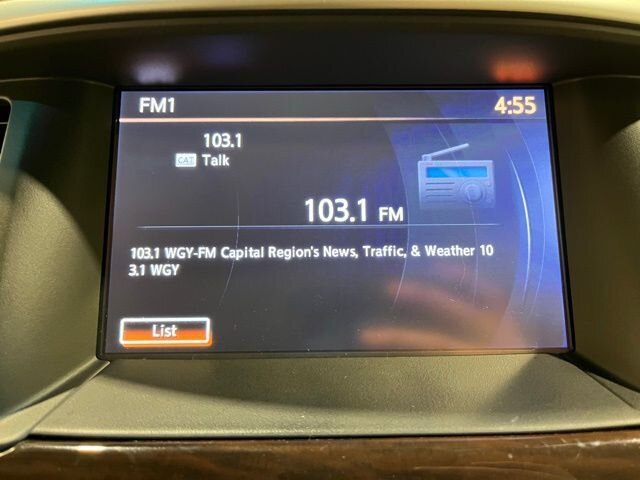 FM1 4:55
103.1
CAT Talk
103.1 FM
103.1 WGY-FM Capital Region's News, Traffic, & Weather 10
3.1 WGY
List